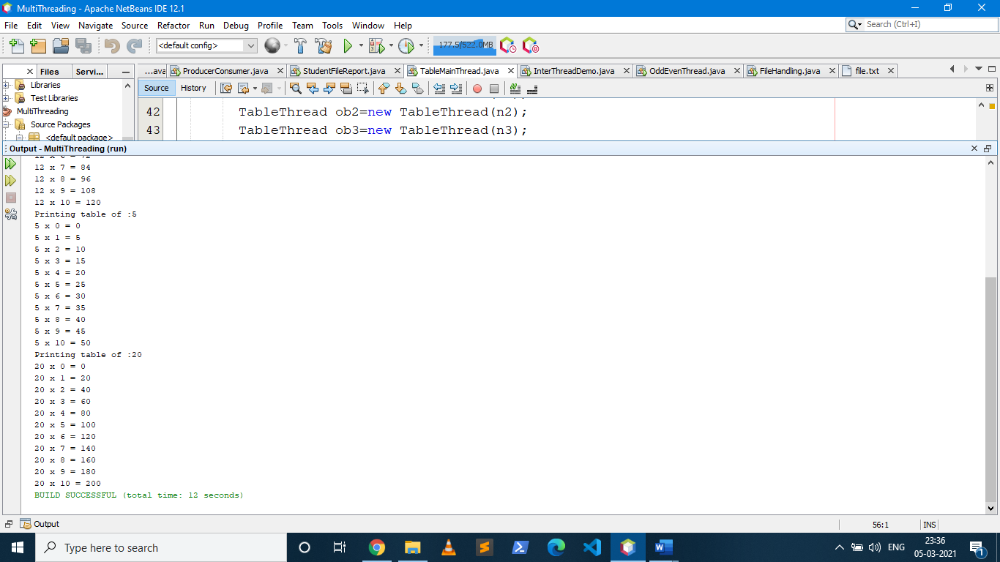 MultiThreading - Apache NetBeans IDE 12.1
File Edit View Navigate Source Refactor Run Debug Profile Team Tools Window Help
Search (Ctrl+I)
<default config>
177.5/522.0MB
Files Servi...
...ava ProducerConsumer.java StudentFileReport.java TableMainThread.java InterThreadDemo.java OddEvenThread.java FileHandling.java file.txt
Libraries
Test Libraries
MultiThreading
Source Packages
<default package>
Source History
42 TableThread ob2=new TableThread(n2);
43 TableThread ob3=new TableThread(n3);
Output - MultiThreading (run)
12 x 6 = 72
12 x 7 = 84
12 x 8 = 96
12 x 9 = 108
12 x 10 = 120
Printing table of :5
5 x 0 = 0
5 x 1 = 5
5 x 2 = 10
5 x 3 = 15
5 x 4 = 20
5 x 5 = 25
5 x 6 = 30
5 x 7 = 35
5 x 8 = 40
5 x 9 = 45
5 x 10 = 50
Printing table of :20
20 x 0 = 0
20 x 1 = 20
20 x 2 = 40
20 x 3 = 60
20 x 4 = 80
20 x 5 = 100
20 x 6 = 120
20 x 7 = 140
20 x 8 = 160
20 x 9 = 180
20 x 10 = 200
BUILD SUCCESSFUL (total time: 12 seconds)
Output
56:1 INS
Type here to search
ENG
23:36
05-03-2021
1